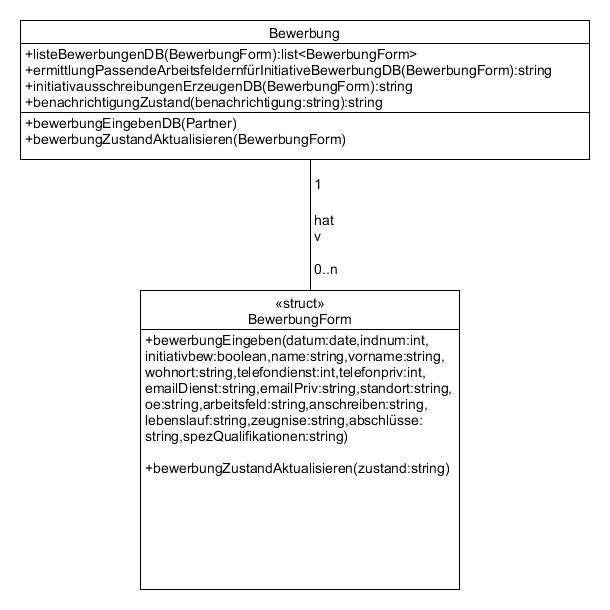 Bewerbung
+listeBewerbungenDB(BewerbungForm):list<BewerbungForm>
+ermittlungPassendeArbeitsfeldernfürInitiativeBewerbungDB(BewerbungForm):string
+initiativausschreibungenErzeugenDB(BewerbungForm):string
+benachrichtigungZustand(benachrichtigung:string):string
+bewerbungEingebenDB(Partner)
+bewerbungZustandAktualisieren(BewerbungForm)
1
hat
v
0..n
«struct»
BewerbungForm
+bewerbungEingeben(datum:date,indnum:int,
initiativbew:boolean,name:string,vorname:string,
wohnort:string,telefondienst:int,telefonpriv:int,
emailDienst:string,emailPriv:string,standort:string,
oe:string,arbeitsfeld:string,anschreiben:string,
lebenslauf:string,zeugnise:string,abschlüsse:
string,spezQualifikationen:string)
+bewerbungZustandAktualisieren(zustand:string)